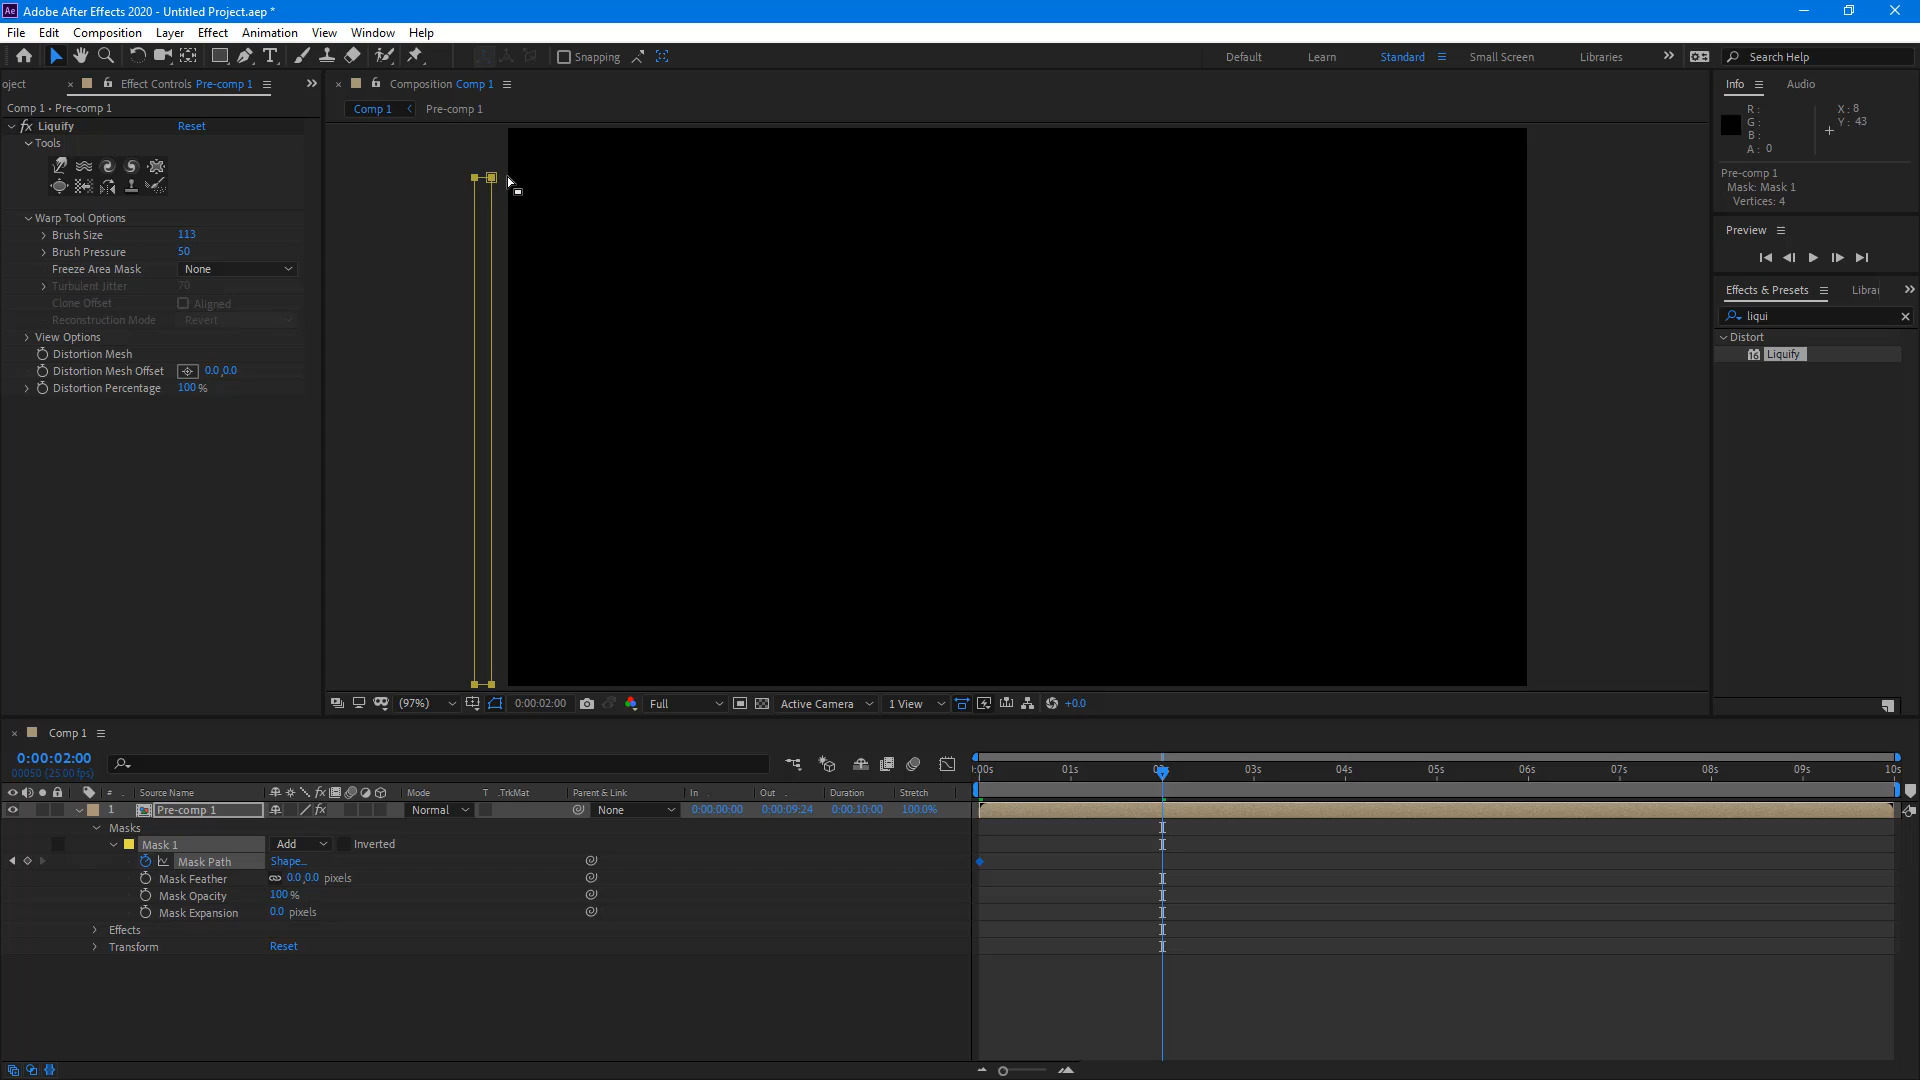 Ae Adobe After Effects 2020 - Untitled Project.aep *
File Edit Composition Layer Effect Animation View Window Help
Snapping Default Learn Standard Small Screen Libraries Search Help
oject Effect Controls Pre-comp 1
Composition Comp 1
Info Audio
Comp 1 • Pre-comp 1
Comp 1 Pre-comp 1
R :
G :
B :
A : 0
X : 8
Y : 43
fx Liquify Reset
Tools
Pre-comp 1
Mask: Mask 1
Vertices: 4
Warp Tool Options
Brush Size 113
Brush Pressure 50
Freeze Area Mask None
Turbulent Jitter 70
Clone Offset Aligned
Reconstruction Mode Revert
View Options
Distortion Mesh
Distortion Mesh Offset 0.0,0.0
Distortion Percentage 100 %
Preview
Effects & Presets Librar
liqui
Distort
16 Liquify
(97%) 0:00:02:00 Full Active Camera 1 View +0.0
Comp 1
0:00:02:00
00050 (25.00 fps)
:00s 01s 03s 04s 05s 06s 07s 08s 09s 10s
# Source Name fx Mode T .TrkMat Parent & Link In Out Duration Stretch
1 Pre-comp 1 fx Normal None 0:00:00:00 0:00:09:24 0:00:10:00 100.0%
Masks
Mask 1 Add Inverted
Mask Path Shape...
Mask Feather 0.0,0.0 pixels
Mask Opacity 100 %
Mask Expansion 0.0 pixels
Effects
Transform Reset